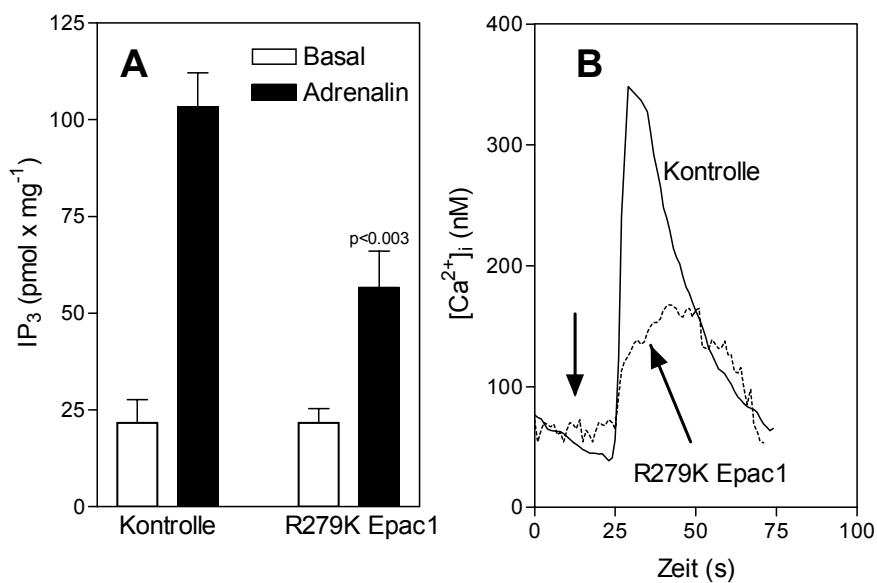 A
Basal
Adrenalin
IP3 (pmol x mg-1)
125
100
75
50
25
0
p<0.003
Kontrolle
R279K Epac1
B
[Ca2+]i (nM)
400
300
200
100
0
Kontrolle
R279K Epac1
0
25
50
75
100
Zeit (s)